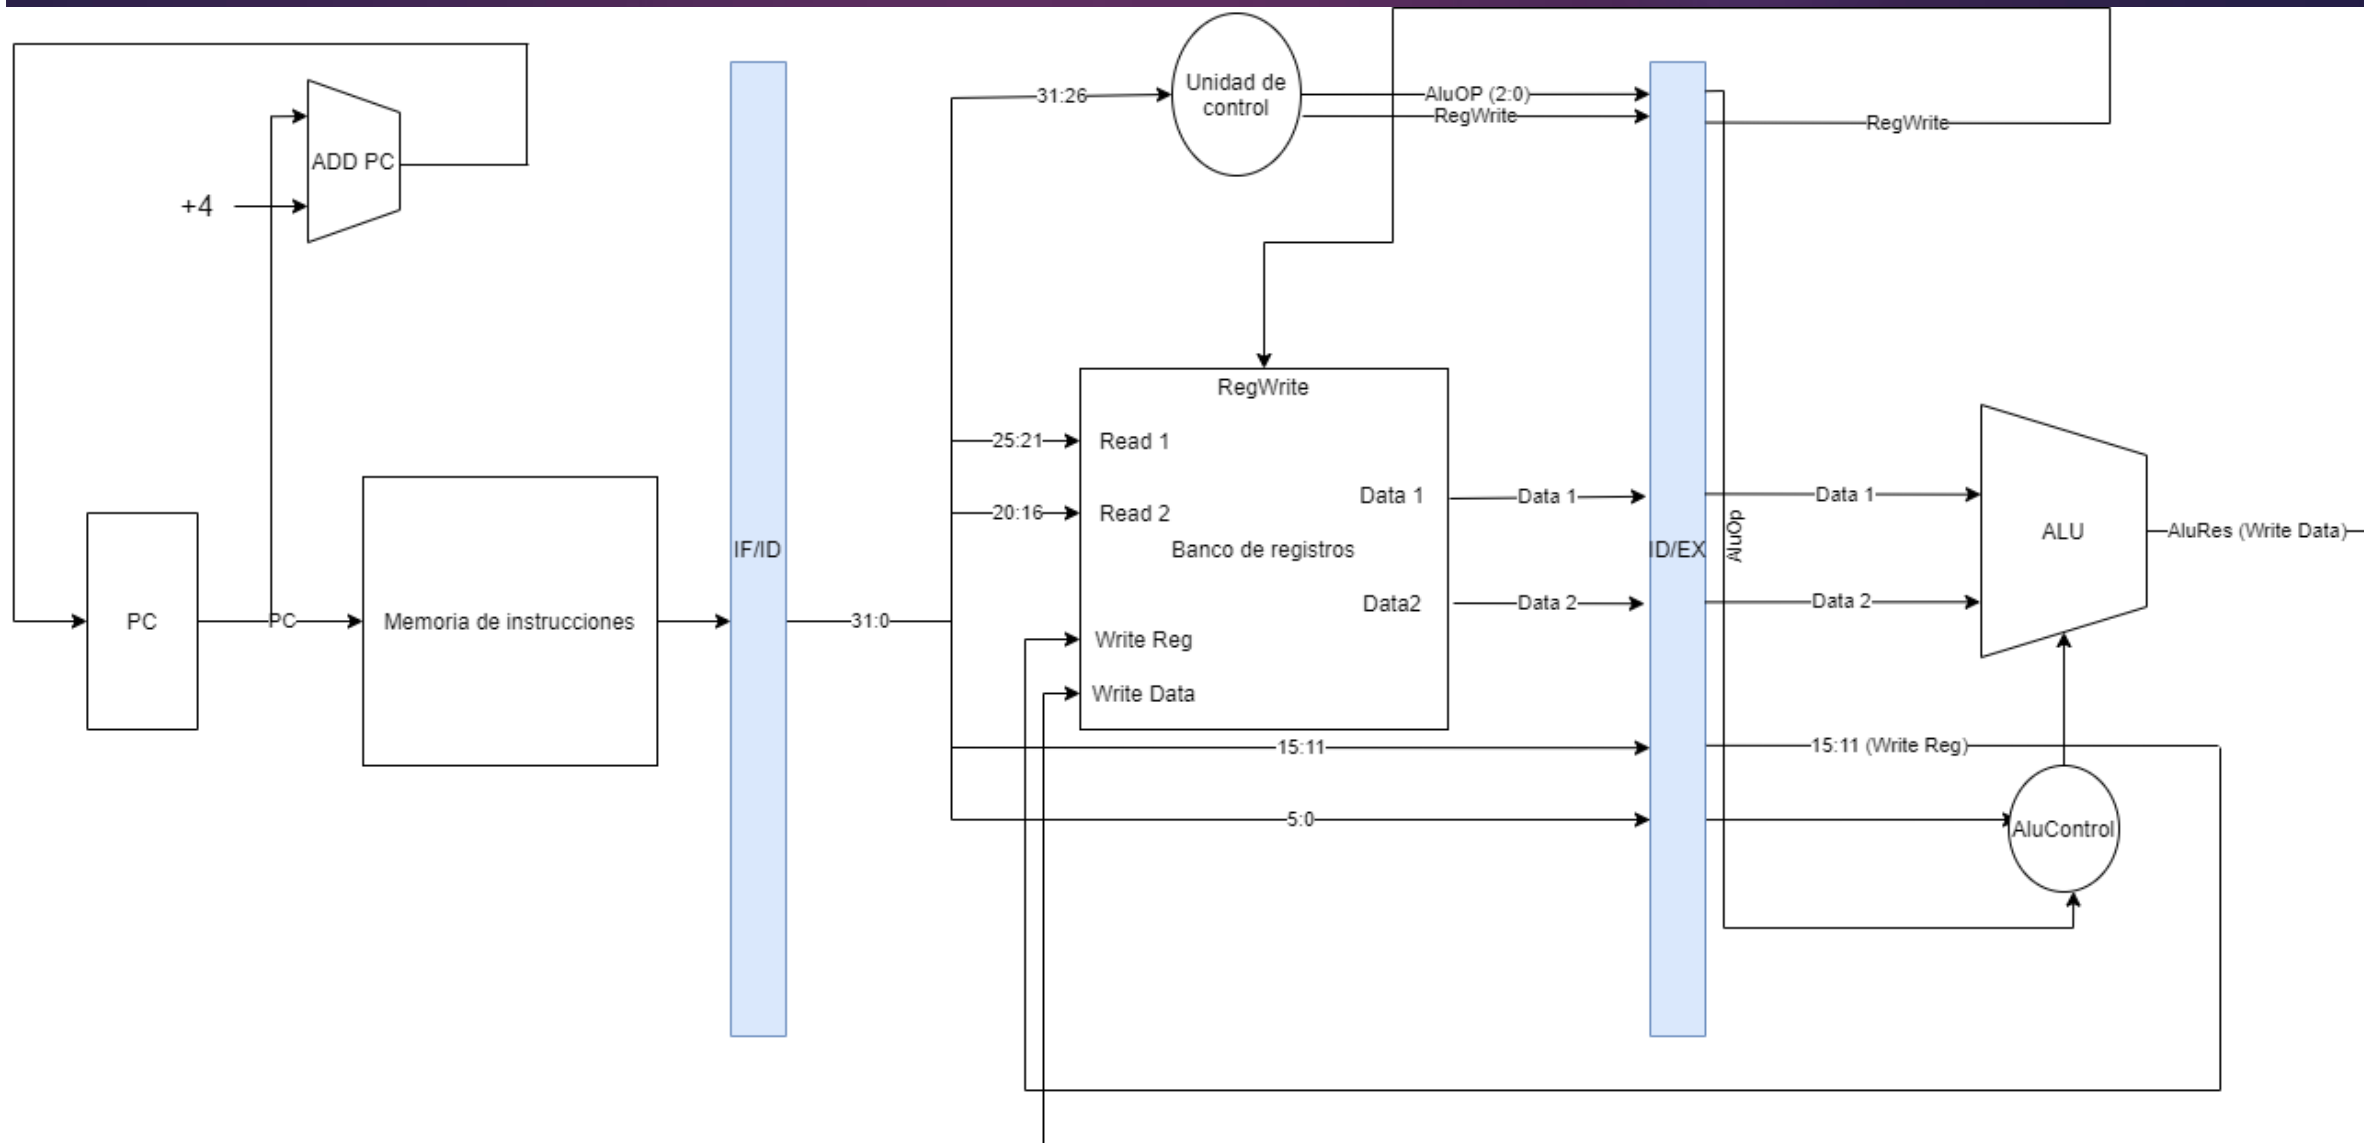 Unidad de
control
31:26
AluOP (2:0)
RegWrite
RegWrite
ADD PC
+4
RegWrite
25:21
Read 1
20:16
Read 2
Data 1
Data 1
Data 1
ALU
AluRes (Write Data)
AluOp
IF/ID
Banco de registros
ID/EX
Data2
Data 2
Data 2
PC
PC
Memoria de instrucciones
31:0
Write Reg
Write Data
15:11
15:11 (Write Reg)
5:0
AluControl